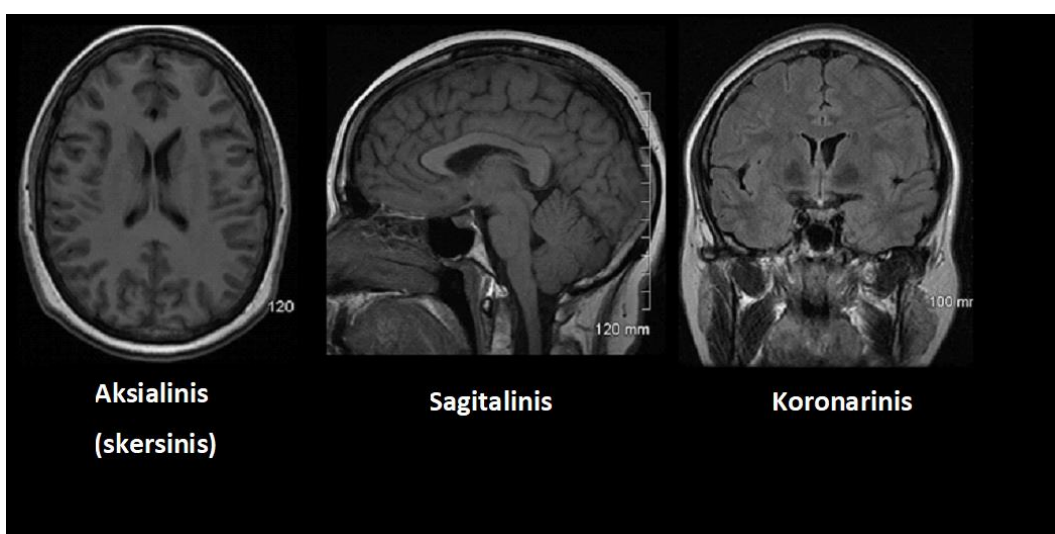 120
120 mm
100 mr
Aksialinis
(skersinis)
Sagitalinis
Koronarinis